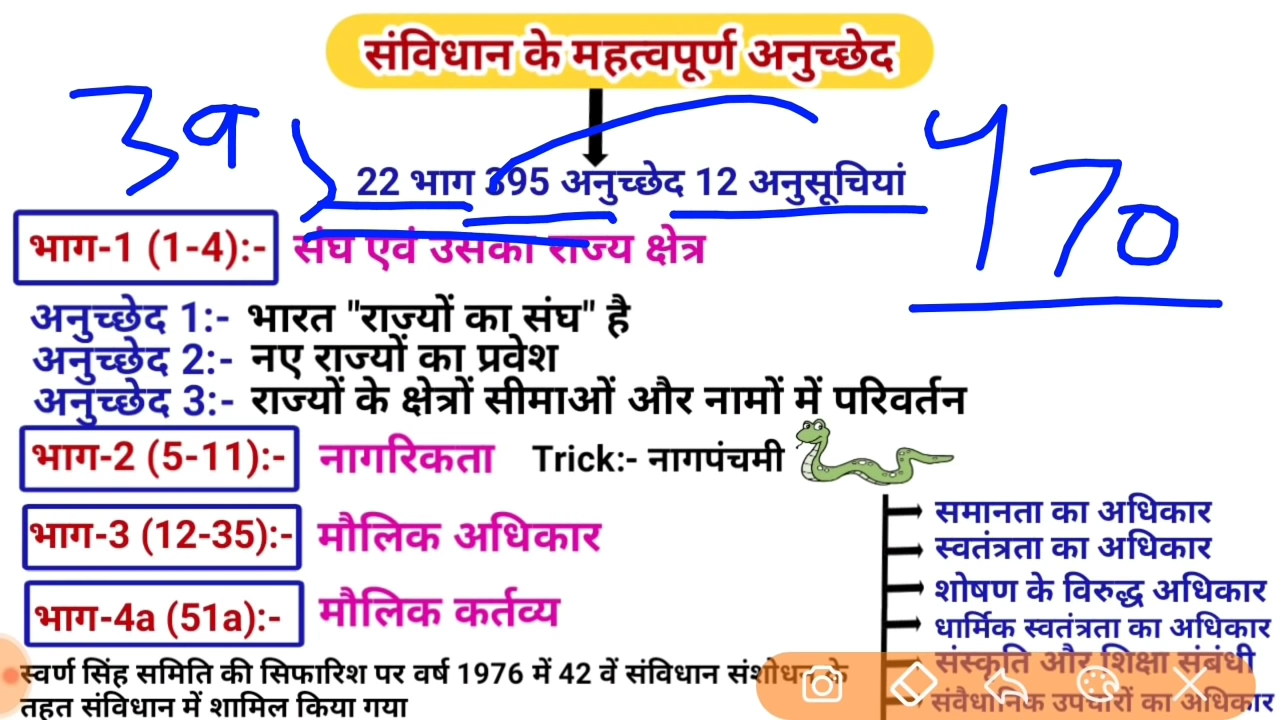 संविधान के महत्वपूर्ण अनुच्छेद
395
470
22 भाग 395 अनुच्छेद 12 अनुसूचियां
भाग-1 (1-4):- संघ एवं उसका राज्य क्षेत्र
अनुच्छेद 1:- भारत "राज्यों का संघ" है
अनुच्छेद 2:- नए राज्यों का प्रवेश
अनुच्छेद 3:- राज्यों के क्षेत्रों सीमाओं और नामों में परिवर्तन
भाग-2 (5-11):- नागरिकता Trick:- नागपंचमी
भाग-3 (12-35):- मौलिक अधिकार
भाग-4a (51a):- मौलिक कर्तव्य
समानता का अधिकार
स्वतंत्रता का अधिकार
शोषण के विरुद्ध अधिकार
धार्मिक स्वतंत्रता का अधिकार
संस्कृति और शिक्षा संबंधी
संवैधानिक उपचारों का अधिकार
स्वर्ण सिंह समिति की सिफारिश पर वर्ष 1976 में 42 वें संविधान संशोधन के
तहत संविधान में शामिल किया गया